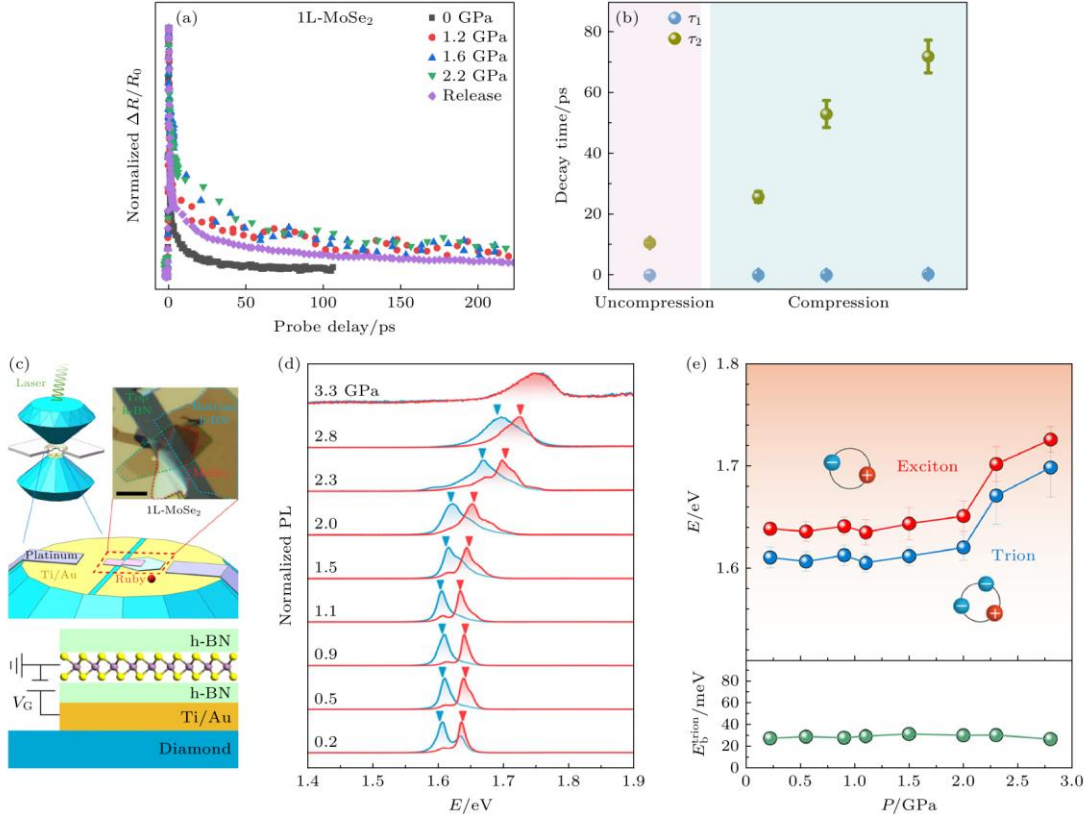 (a)
1L-MoSe₂
0 GPa
1.2 GPa
1.6 GPa
2.2 GPa
Release
Normalized ΔR/R₀
0 50 100 150 200
Probe delay/ps
(b)
τ₁
τ₂
Decay time/ps
80
60
40
20
0
Uncompression Compression
(c)
Laser
Top
h-BN
Bottom
h-BN
1L-MoSe₂
Platinum
Ti/Au
Ruby
h-BN
h-BN
V_G
Ti/Au
Diamond
(d)
3.3 GPa
2.8
2.3
2.0
1.5
1.1
0.9
0.5
0.2
Normalized PL
1.4 1.5 1.6 1.7 1.8 1.9
E/eV
(e)
1.8
1.7
1.6
E/eV
Exciton
Trion
− +
− − +
80
60
40
20
0
E_b^trion/meV
0 0.5 1.0 1.5 2.0 2.5 3.0
P/GPa